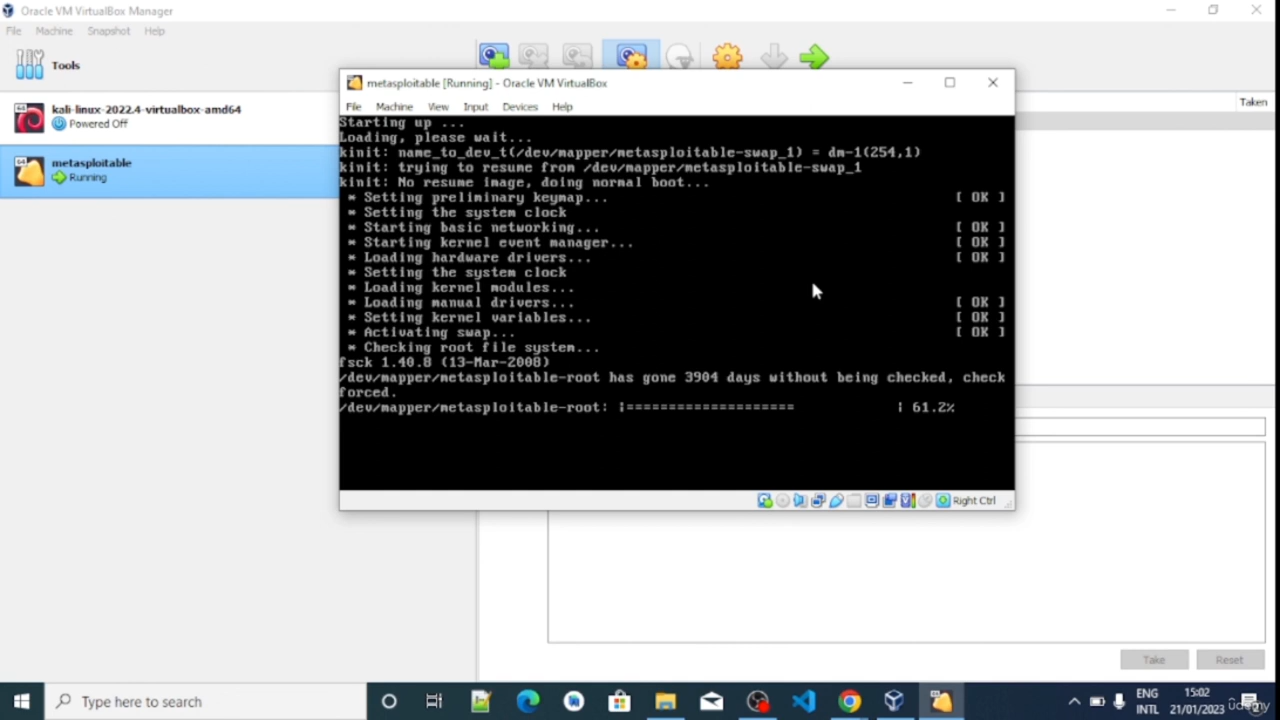 Oracle VM VirtualBox Manager
File Machine Snapshot Help
Tools
kali-linux-2022.4-virtualbox-amd64
Powered Off
metasploitable
Running
Taken
metasploitable [Running] - Oracle VM VirtualBox
File Machine View Input Devices Help
Starting up ...
Loading, please wait...
kinit: name_to_dev_t(/dev/mapper/metasploitable-swap_1) = dm-1(254,1)
kinit: trying to resume from /dev/mapper/metasploitable-swap_1
kinit: No resume image, doing normal boot...
* Setting preliminary keymap... [ OK ]
* Setting the system clock
* Starting basic networking... [ OK ]
* Starting kernel event manager... [ OK ]
* Loading hardware drivers... [ OK ]
* Setting the system clock
* Loading kernel modules...
* Loading manual drivers... [ OK ]
* Setting kernel variables... [ OK ]
* Activating swap... [ OK ]
* Checking root file system...
fsck 1.40.8 (13-Mar-2008)
/dev/mapper/metasploitable-root has gone 3904 days without being checked, check
forced.
/dev/mapper/metasploitable-root: |==================== | 61.2%
Right Ctrl
Take Reset
Type here to search
ENG
INTL
15:02
21/01/2023
udemy